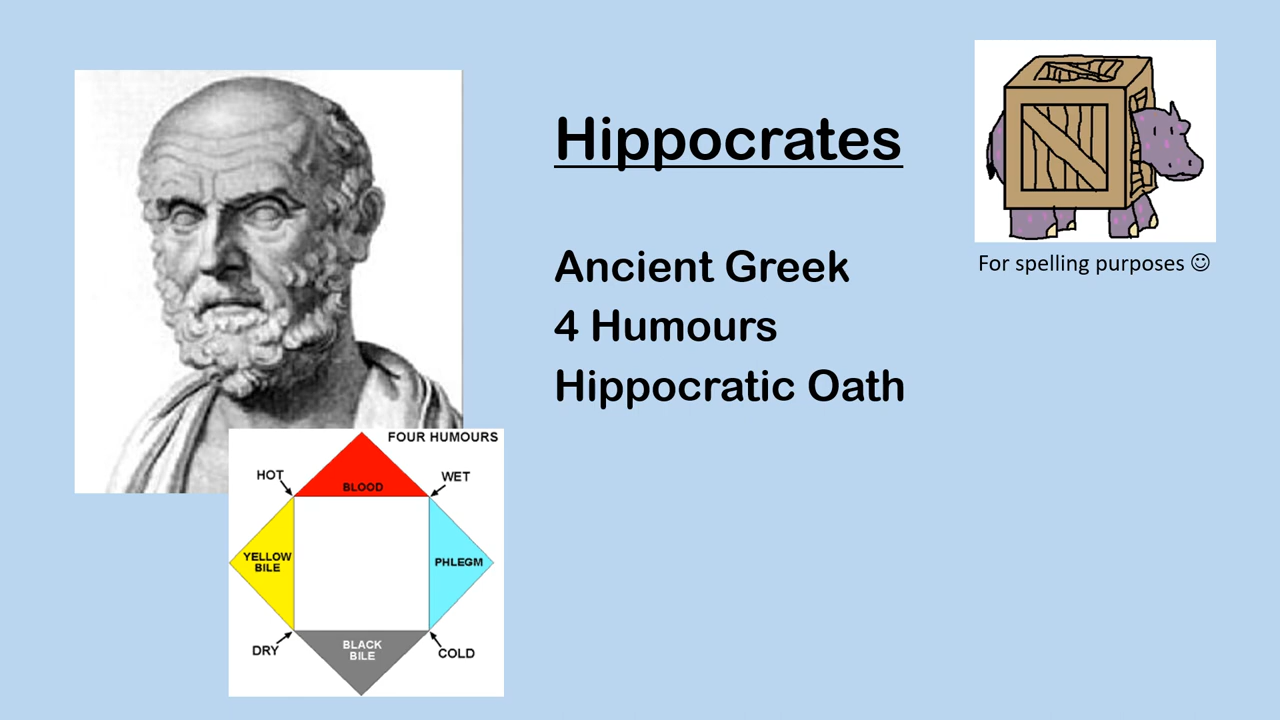 Hippocrates
For spelling purposes ☺
Ancient Greek
4 Humours
Hippocratic Oath
FOUR HUMOURS
HOT
WET
BLOOD
YELLOW
BILE
PHLEGM
BLACK
BILE
DRY
COLD